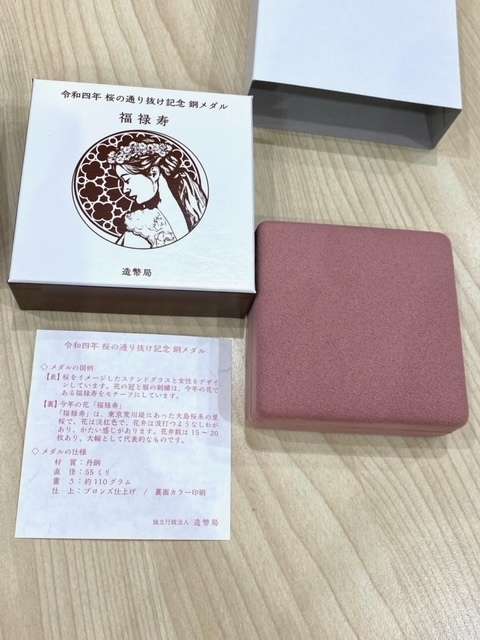 令和四年 桜の通り抜け記念 銅メダル
福禄寿
造幣局
令和四年 桜の通り抜け記念 銅メダル
◇ メダルの図柄
【表】桜をイメージしたステンドグラスと女性をデザイ
ンしています。花の冠と服の刺繍は、今年の花で
ある福禄寿をモチーフにしています。
【裏】今年の花「福禄寿」
「福禄寿」は、東京荒川堤にあった大島桜系の里
桜で、花は淡紅色で、花弁は波打つようなしわが
あり、かたい感じがあります。花弁数は15～20
枚あり、大輪として代表的なものです。
◇ メダルの仕様
材 質：丹銅
直 径：55ミリ
重 さ：約110グラム
仕 上：ブロンズ仕上げ / 裏面カラー印刷
独立行政法人 造幣局